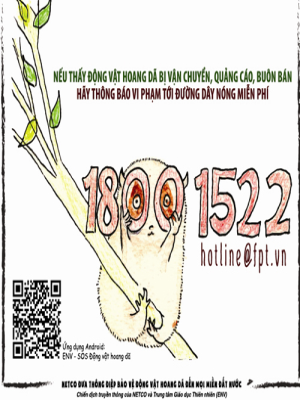 NẾU THẤY ĐỘNG VẬT HOANG DÃ BỊ VẬN CHUYỂN, QUẢNG CÁO, BUÔN BÁN
HÃY THÔNG BÁO VI PHẠM TỚI ĐƯỜNG DÂY NÓNG MIỄN PHÍ
1800 1522
hotline@fpt.vn
Ứng dụng Android:
ENV - SOS Động vật hoang dã
NETCO ĐƯA THÔNG ĐIỆP BẢO VỆ ĐỘNG VẬT HOANG DÃ ĐẾN MỌI MIỀN ĐẤT NƯỚC
Chiến dịch truyền thông của NETCO và Trung tâm Giáo dục Thiên nhiên (ENV)